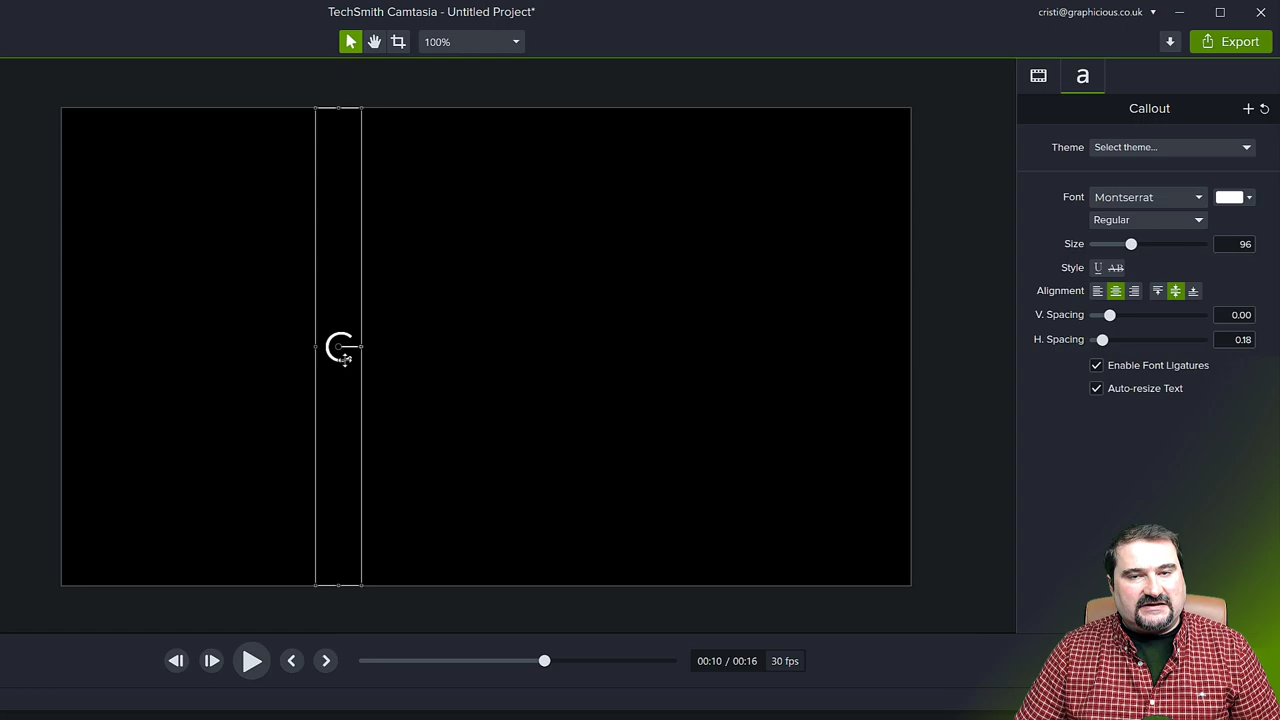 TechSmith Camtasia - Untitled Project*
cristi@graphicious.co.uk
100%
Export
a
Callout
Theme Select theme...
Font Montserrat
Regular
Size 96
Style U AB
Alignment
V. Spacing 0.00
H. Spacing 0.18
Enable Font Ligatures
Auto-resize Text
C
00:10 / 00:16 30 fps